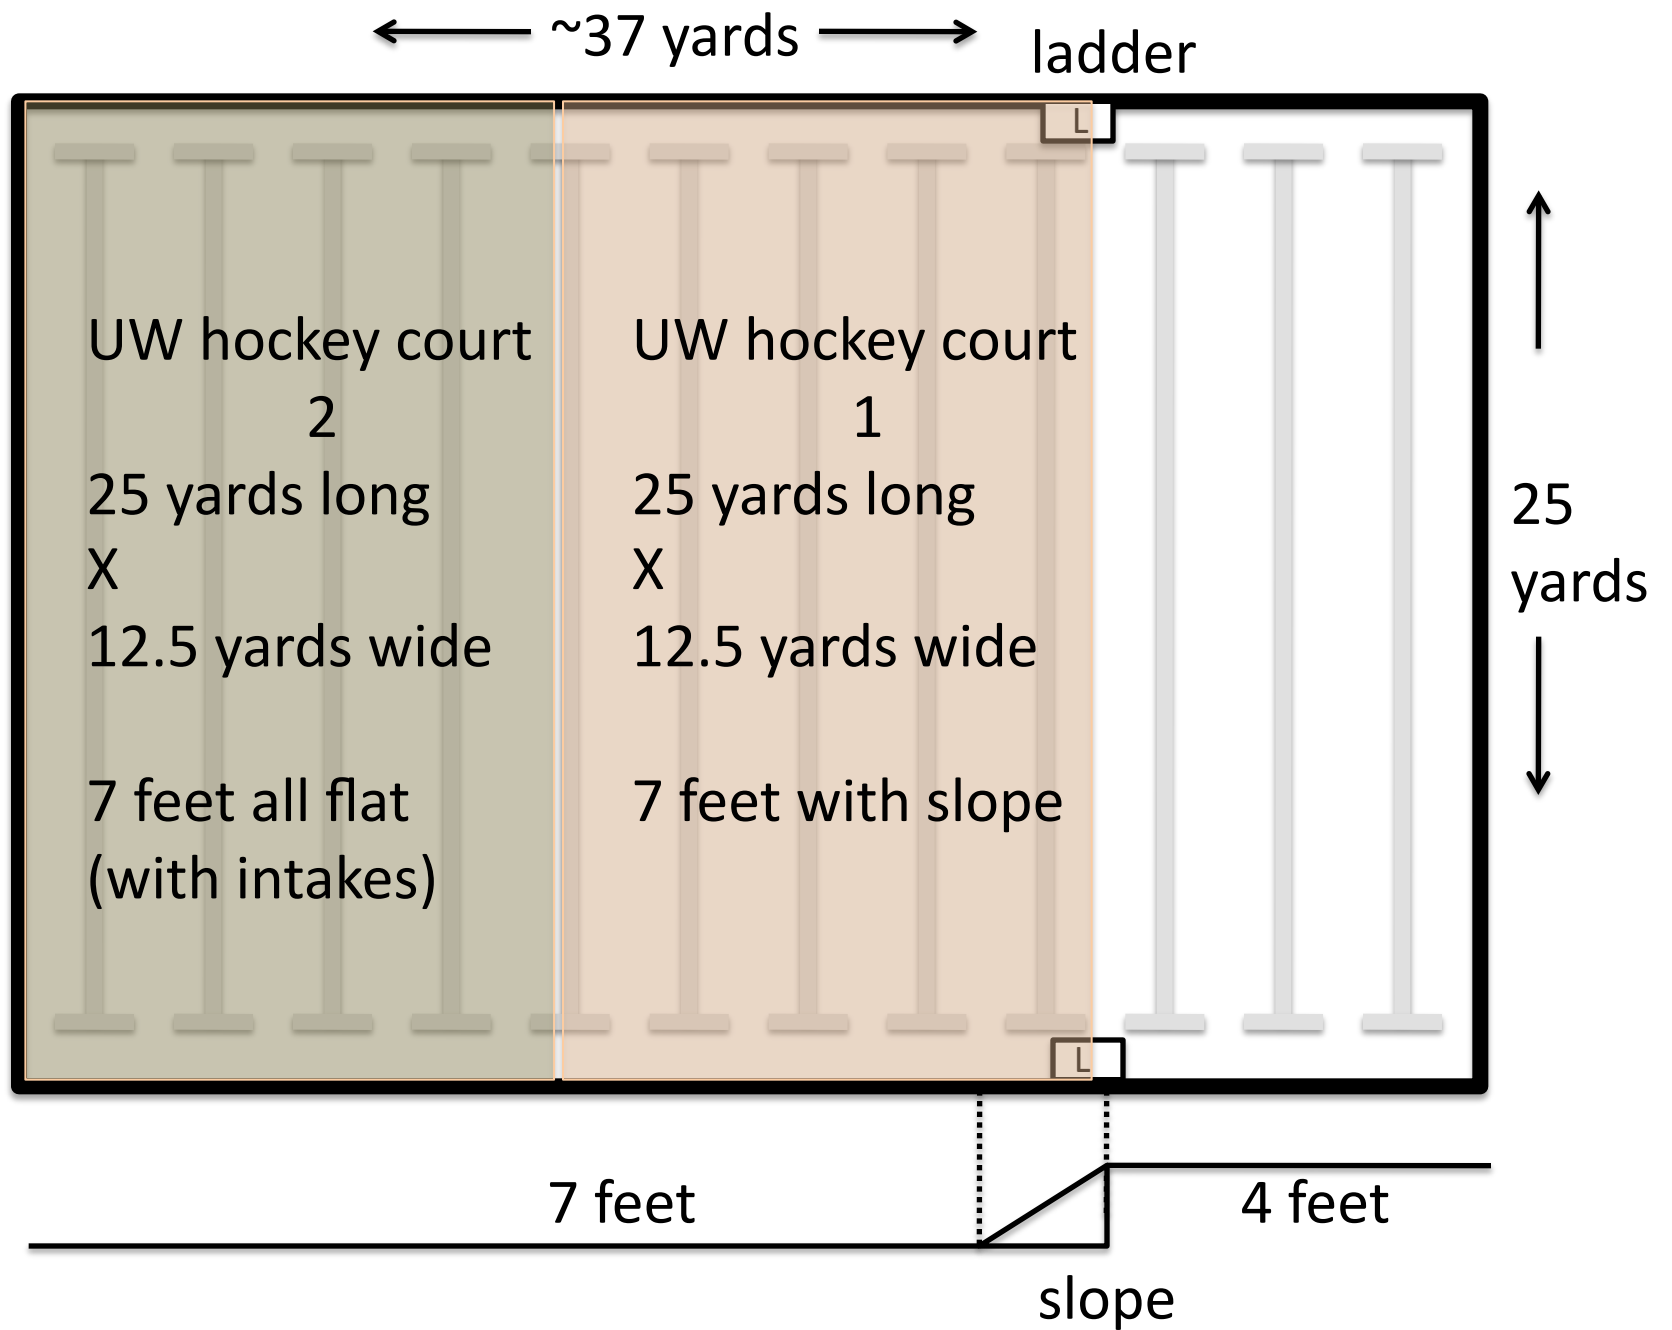 ~37 yards
ladder
L
UW hockey court
2
25 yards long
X
12.5 yards wide
7 feet all flat
(with intakes)
UW hockey court
1
25 yards long
X
12.5 yards wide
7 feet with slope
25
yards
L
7 feet
4 feet
slope